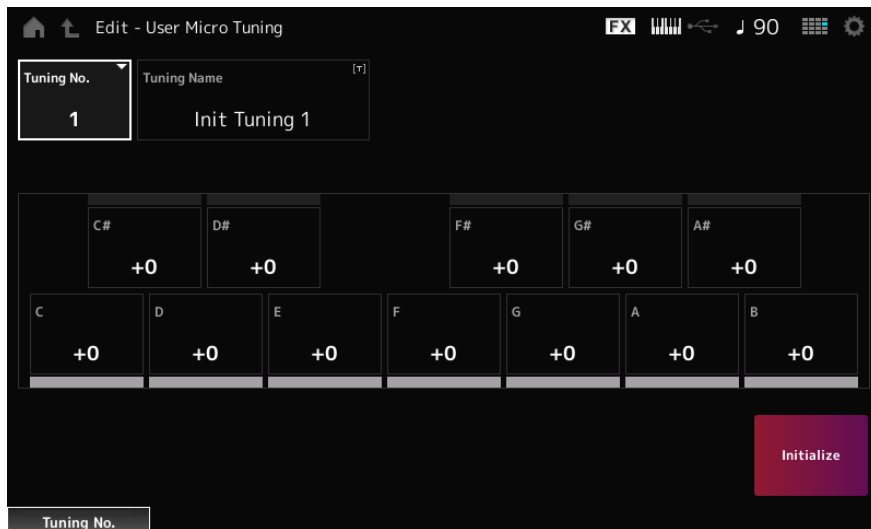 Edit - User Micro Tuning
FX
♩ 90
Tuning No.
Tuning Name
[T]
1
Init Tuning 1
C#
D#
F#
G#
A#
+0
+0
+0
+0
+0
C
D
E
F
G
A
B
+0
+0
+0
+0
+0
+0
+0
Initialize
Tuning No.